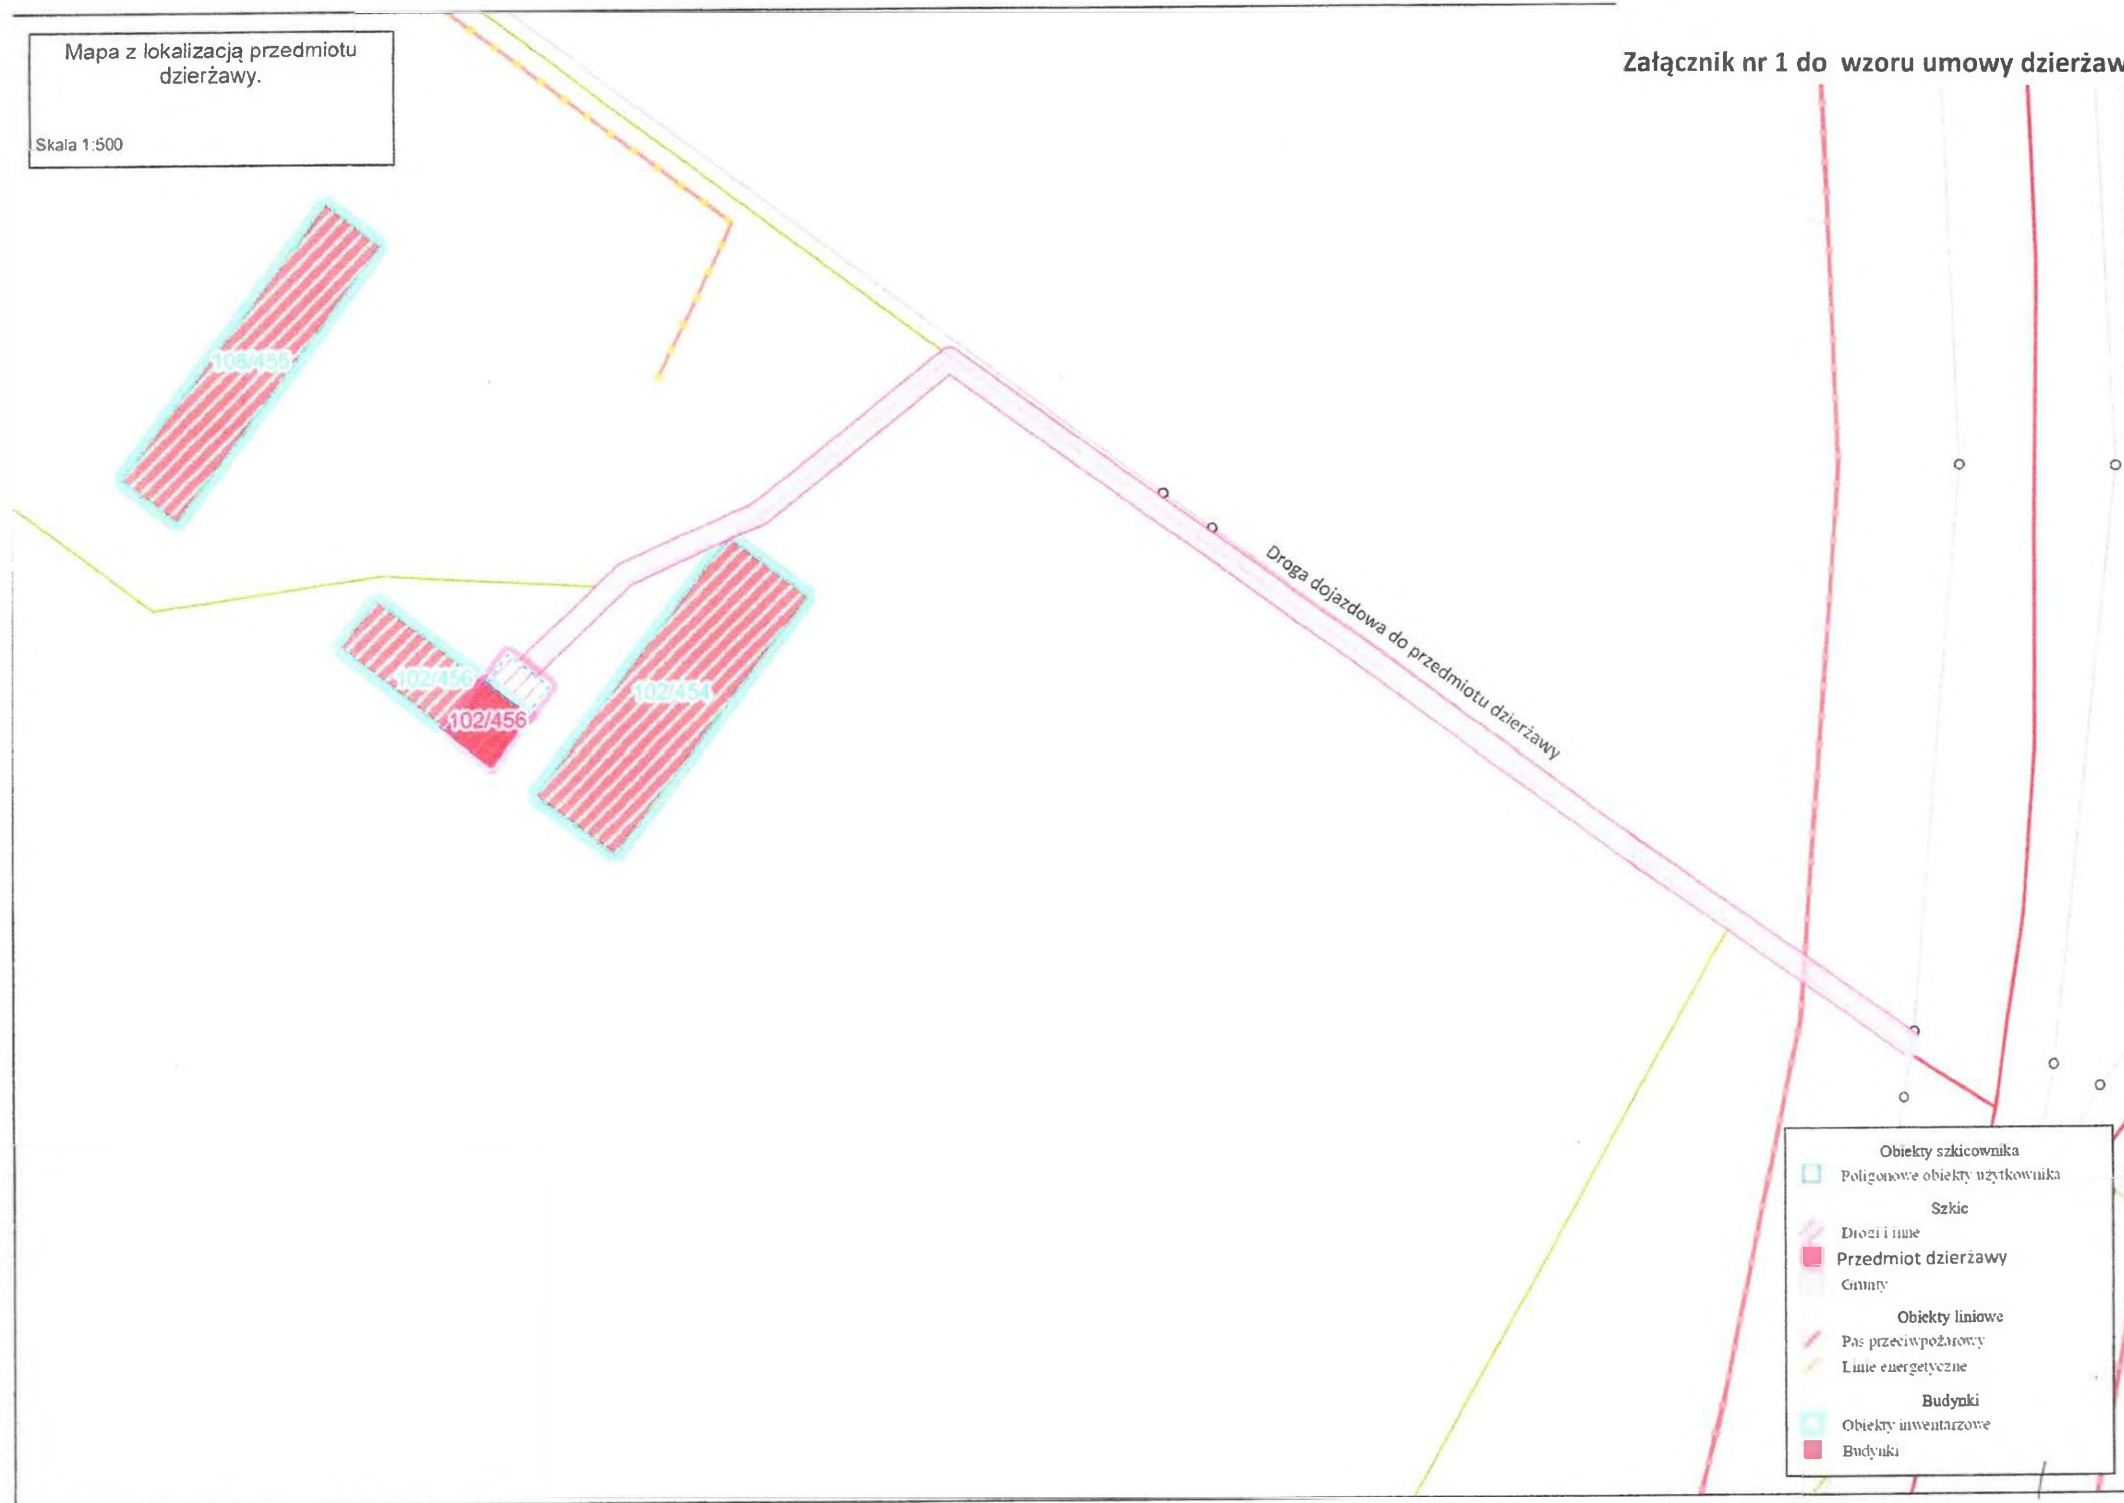 Mapa z lokalizacją przedmiotu
dzierżawy.
Skala 1:500
Załącznik nr 1 do wzoru umowy dzierżaw
108/455
102/456
102/456
102/454
Droga dojazdowa do przedmiotu dzierżawy
Obiekty szkicownika
Poligonowe obiekty użytkownika
Szkic
Drogi i inne
Przedmiot dzierżawy
Grunty
Obiekty liniowe
Pas przeciwpożarowy
Linie energetyczne
Budynki
Obiekty inwentarzowe
Budynki